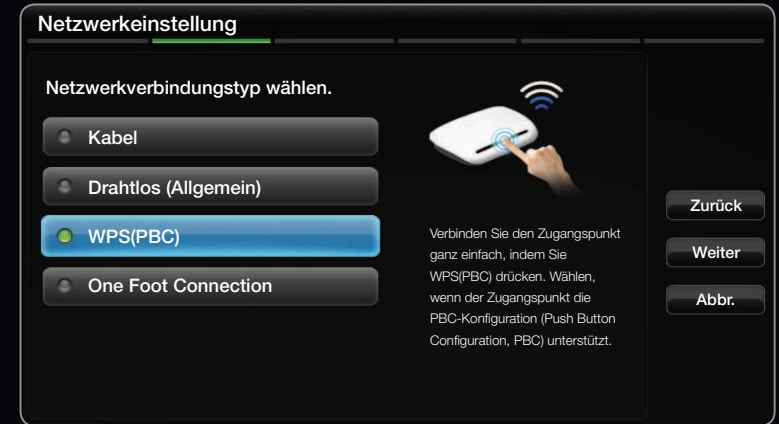 Netzwerkeinstellung
Netzwerkverbindungstyp wählen.
Kabel
Drahtlos (Allgemein)
WPS(PBC)
One Foot Connection
Verbinden Sie den Zugangspunkt
ganz einfach, indem Sie
WPS(PBC) drücken. Wählen,
wenn der Zugangspunkt die
PBC-Konfiguration (Push Button
Configuration, PBC) unterstützt.
Zurück
Weiter
Abbr.